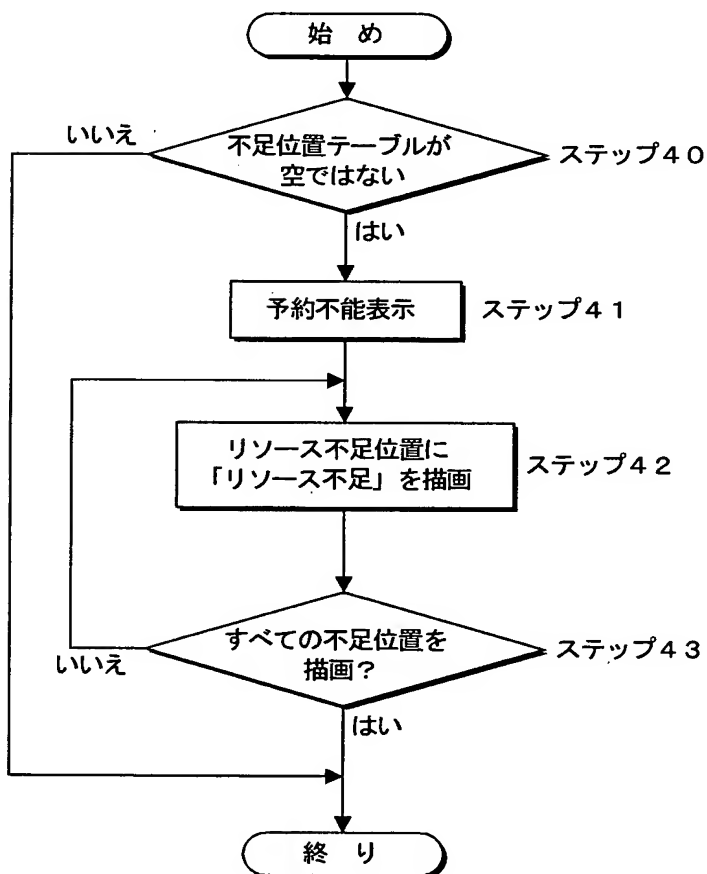 始 め
いいえ
不足位置テーブルが
空ではない
ステップ４０
はい
予約不能表示
ステップ４１
リソース不足位置に
「リソース不足」を描画
ステップ４２
すべての不足位置を
描画？
ステップ４３
いいえ
はい
終 り